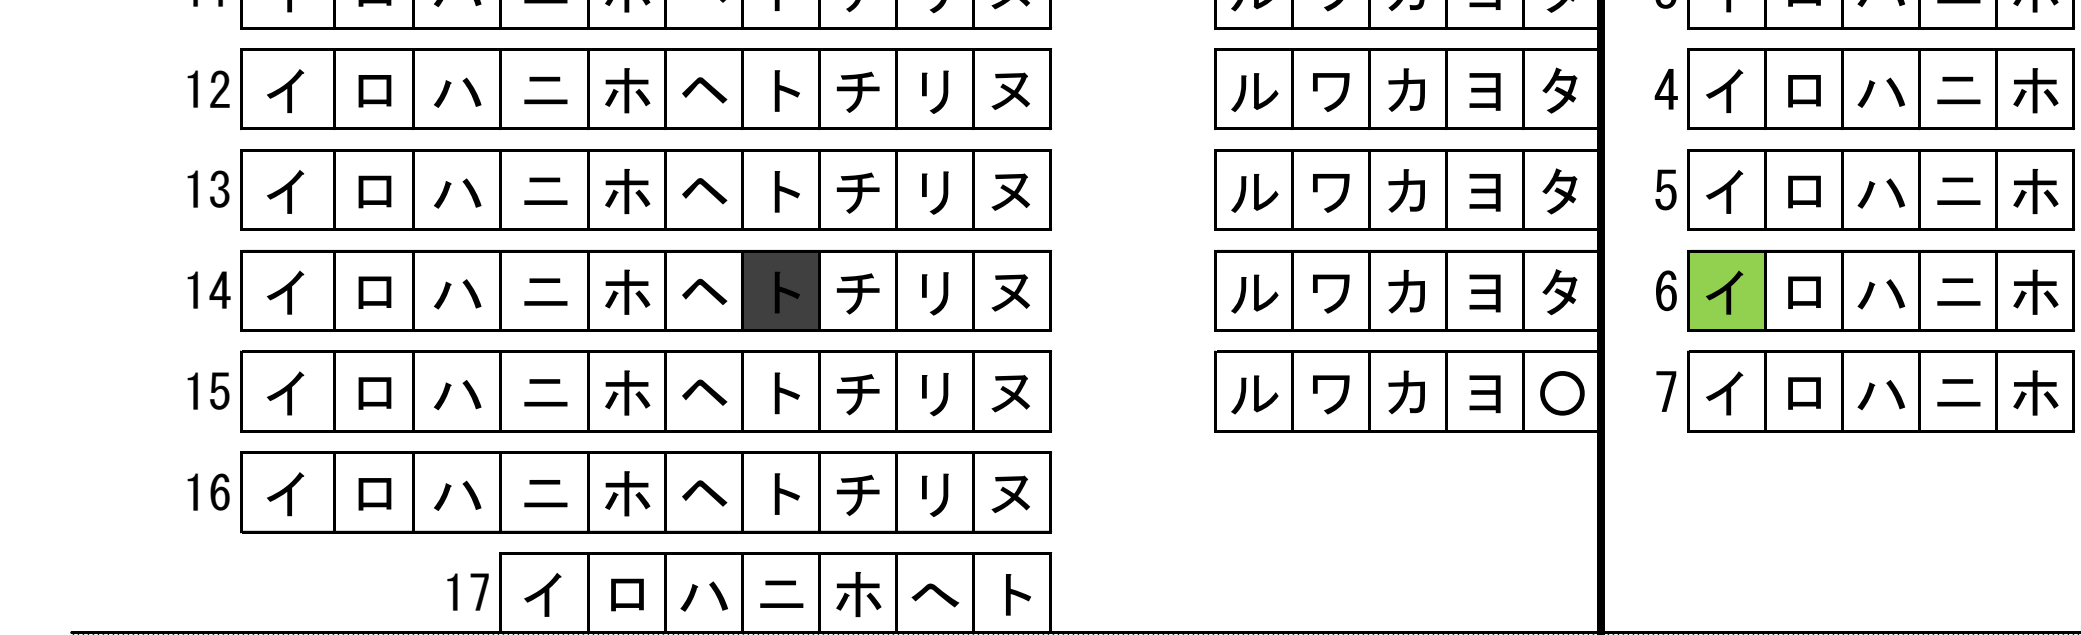 12 イ ロ ハ ニ ホ ヘ ト チ リ ヌ ル ワ カ ヨ タ 4 イ ロ ハ ニ ホ
13 イ ロ ハ ニ ホ ヘ ト チ リ ヌ ル ワ カ ヨ タ 5 イ ロ ハ ニ ホ
14 イ ロ ハ ニ ホ ヘ ト チ リ ヌ ル ワ カ ヨ タ 6 イ ロ ハ ニ ホ
15 イ ロ ハ ニ ホ ヘ ト チ リ ヌ ル ワ カ ヨ 〇 7 イ ロ ハ ニ ホ
16 イ ロ ハ ニ ホ ヘ ト チ リ ヌ
17 イ ロ ハ ニ ホ ヘ ト